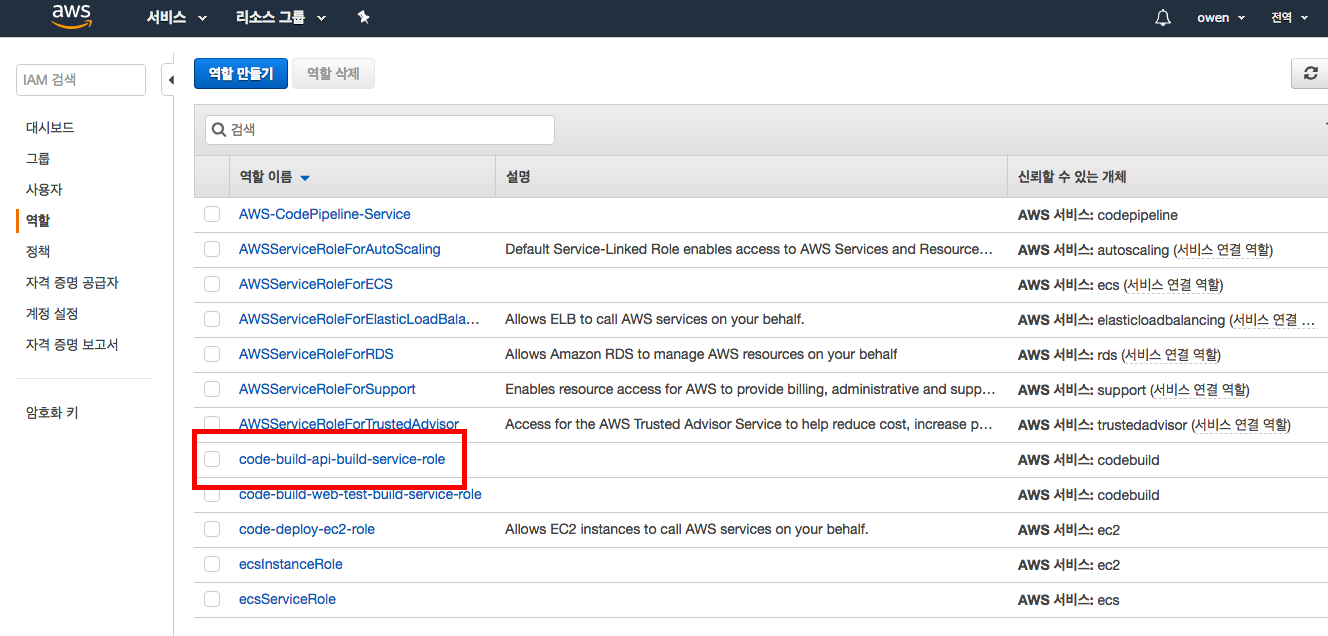 aws 서비스 리소스 그룹 owen 전역
IAM 검색
역할 만들기 역할 삭제
대시보드
그룹
사용자
역할
정책
자격 증명 공급자
계정 설정
자격 증명 보고서
암호화 키
검색
역할 이름 설명 신뢰할 수 있는 개체
AWS-CodePipeline-Service AWS 서비스: codepipeline
AWSServiceRoleForAutoScaling Default Service-Linked Role enables access to AWS Services and Resource… AWS 서비스: autoscaling (서비스 연결 역할)
AWSServiceRoleForECS AWS 서비스: ecs (서비스 연결 역할)
AWSServiceRoleForElasticLoadBala… Allows ELB to call AWS services on your behalf. AWS 서비스: elasticloadbalancing (서비스 연결 …
AWSServiceRoleForRDS Allows Amazon RDS to manage AWS resources on your behalf AWS 서비스: rds (서비스 연결 역할)
AWSServiceRoleForSupport Enables resource access for AWS to provide billing, administrative and supp… AWS 서비스: support (서비스 연결 역할)
AWSServiceRoleForTrustedAdvisor Access for the AWS Trusted Advisor Service to help reduce cost, increase p… AWS 서비스: trustedadvisor (서비스 연결 역할)
code-build-api-build-service-role AWS 서비스: codebuild
code-build-web-test-build-service-role AWS 서비스: codebuild
code-deploy-ec2-role Allows EC2 instances to call AWS services on your behalf. AWS 서비스: ec2
ecsInstanceRole AWS 서비스: ec2
ecsServiceRole AWS 서비스: ecs